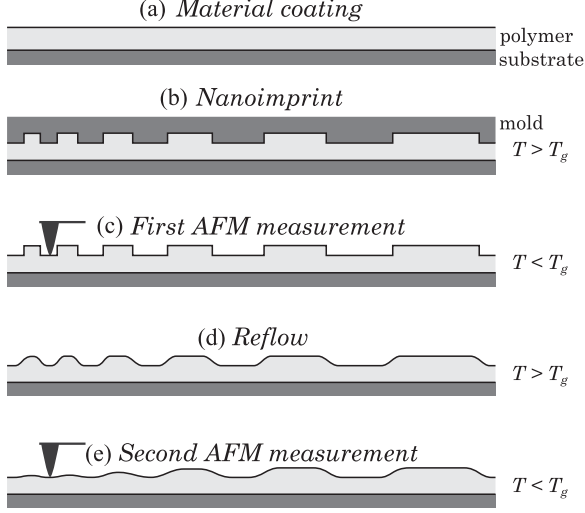 (a) Material coating
polymer
substrate
(b) Nanoimprint
mold
T > Tg
(c) First AFM measurement
T < Tg
(d) Reflow
T > Tg
(e) Second AFM measurement
T < Tg